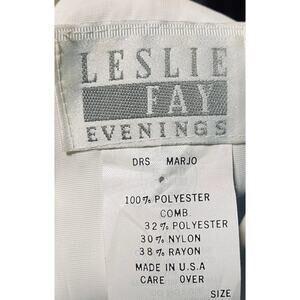 LESLIE
FAY
EVENINGS
DRS MARJO
100% POLYESTER
COMB.
32% POLYESTER
30% NYLON
38% RAYON
MADE IN U.S.A
CARE OVER
SIZE